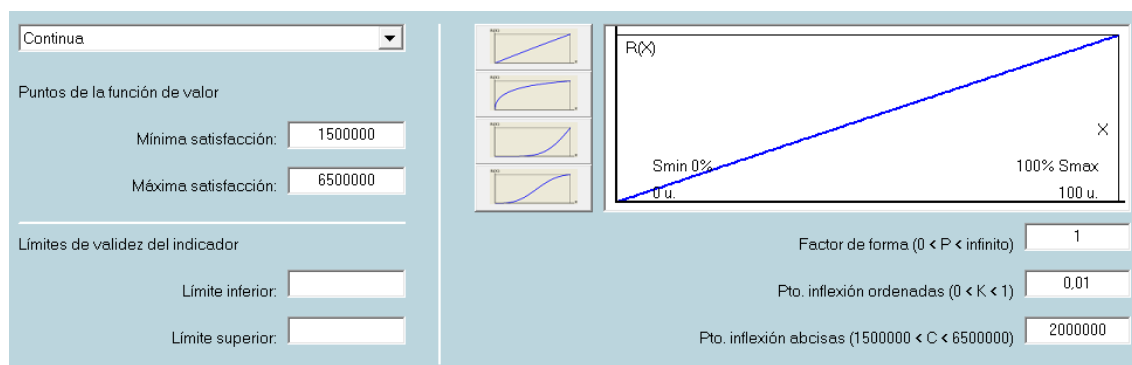 Continua
Puntos de la función de valor
Mínima satisfacción: 1500000
Máxima satisfacción: 6500000
Límites de validez del indicador
Límite inferior:
Límite superior:
R(X)
X
Smin 0% 100% Smax
0 u. 100 u.
Factor de forma (0 < P < infinito) 1
Pto. inflexión ordenadas (0 < K < 1) 0,01
Pto. inflexión abcisas (1500000 < C < 6500000) 2000000